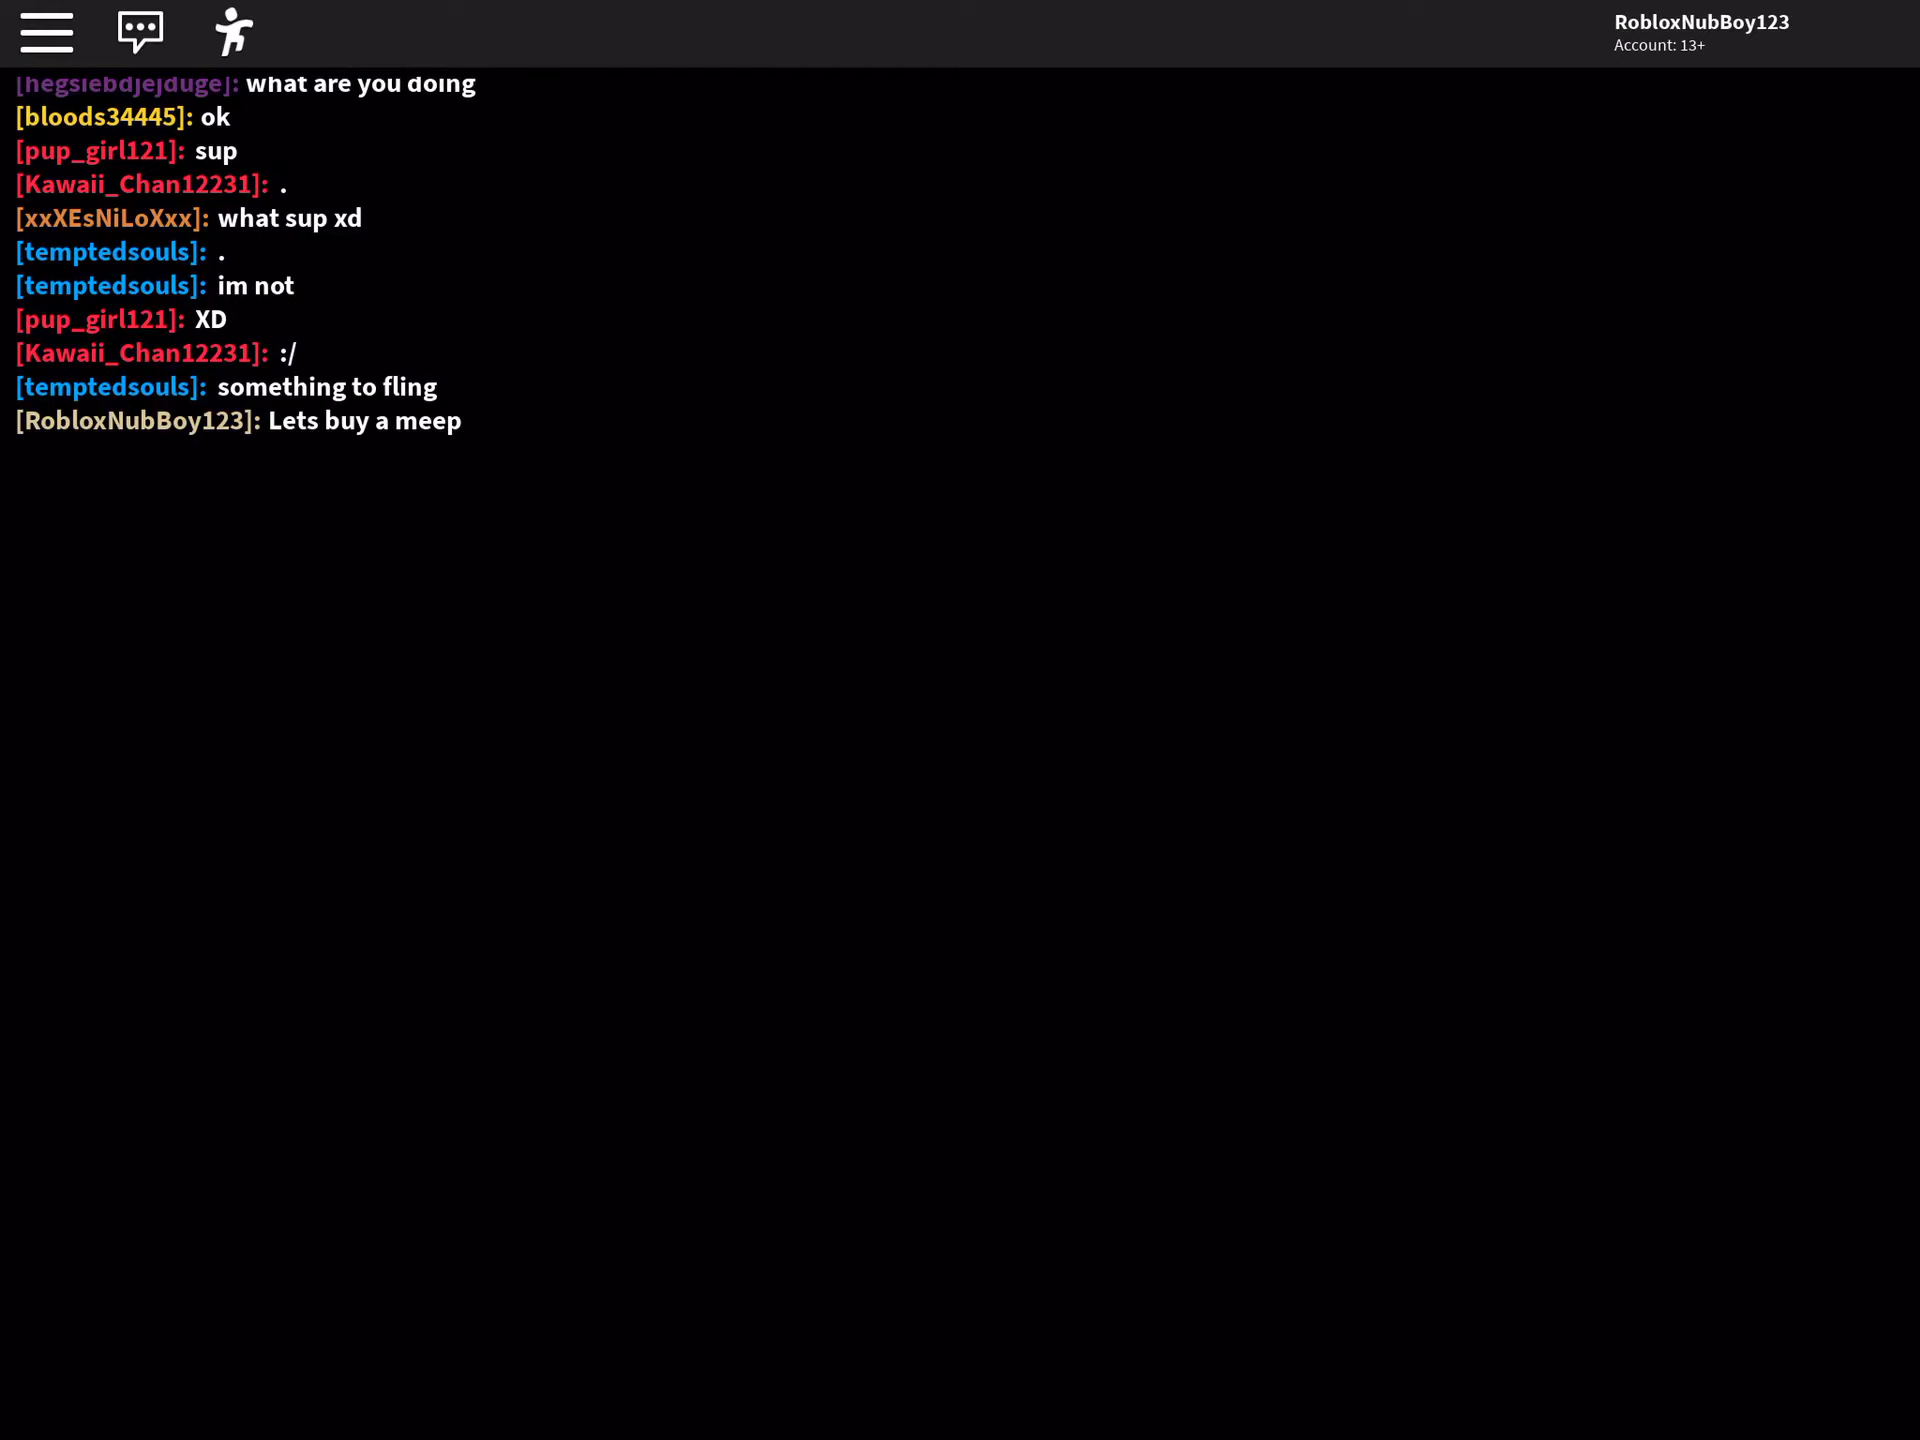 RobloxNubBoy123
Account: 13+
[hegsiebdjejduge]: what are you doing
[bloods34445]: ok
[pup_girl121]: sup
[Kawaii_Chan12231]: .
[xxXEsNiLoXxx]: what sup xd
[temptedsouls]: .
[temptedsouls]: im not
[pup_girl121]: XD
[Kawaii_Chan12231]: :/
[temptedsouls]: something to fling
[RobloxNubBoy123]: Lets buy a meep